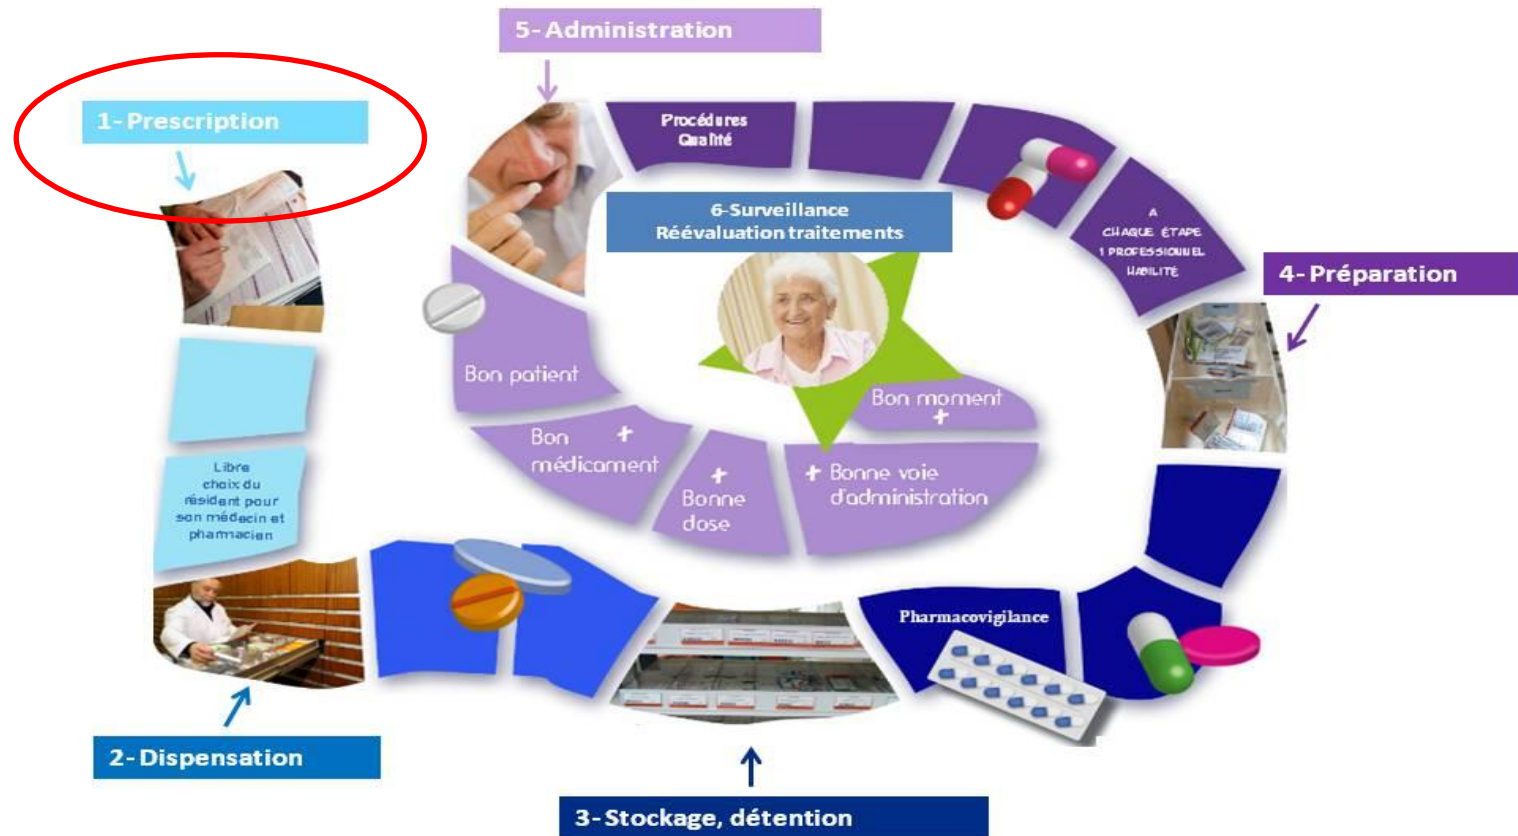 5- Administration
1- Prescription
Procédures
Qualité
6-Surveillance
Réévaluation traitements
A
CHAQUE ÉTAPE
1 PROFESSIONNEL
HABILITÉ
4- Préparation
Bon patient
Bon moment
+
Bon +
médicament
+
Bonne
dose
+ Bonne voie
d'administration
Libre
choix du
résident pour
son médecin et
pharmacien
Pharmacovigilance
2- Dispensation
3- Stockage, détention